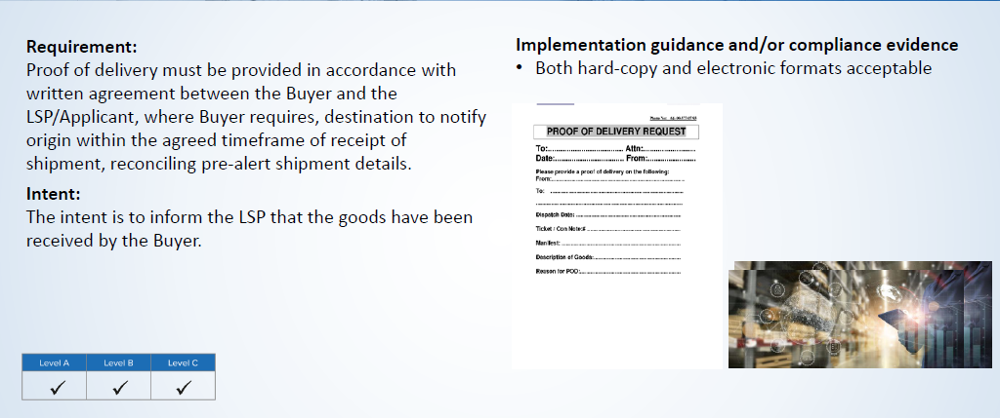 Requirement:
Proof of delivery must be provided in accordance with
written agreement between the Buyer and the
LSP/Applicant, where Buyer requires, destination to notify
origin within the agreed timeframe of receipt of
shipment, reconciling pre-alert shipment details.
Intent:
The intent is to inform the LSP that the goods have been
received by the Buyer.
Level A Level B Level C
✓ ✓ ✓
Implementation guidance and/or compliance evidence
• Both hard-copy and electronic formats acceptable
PROOF OF DELIVERY REQUEST
To:.............................. Attn:......................
Date:........................... From:.....................
Please provide a proof of delivery on the following:
From:..............................................................
To: ..............................................................
Dispatch Date: ..................................................
Ticket / Con Note:# ..........................................
Manifest: ........................................................
Description of Goods:........................................
Reason for POD:..............................................